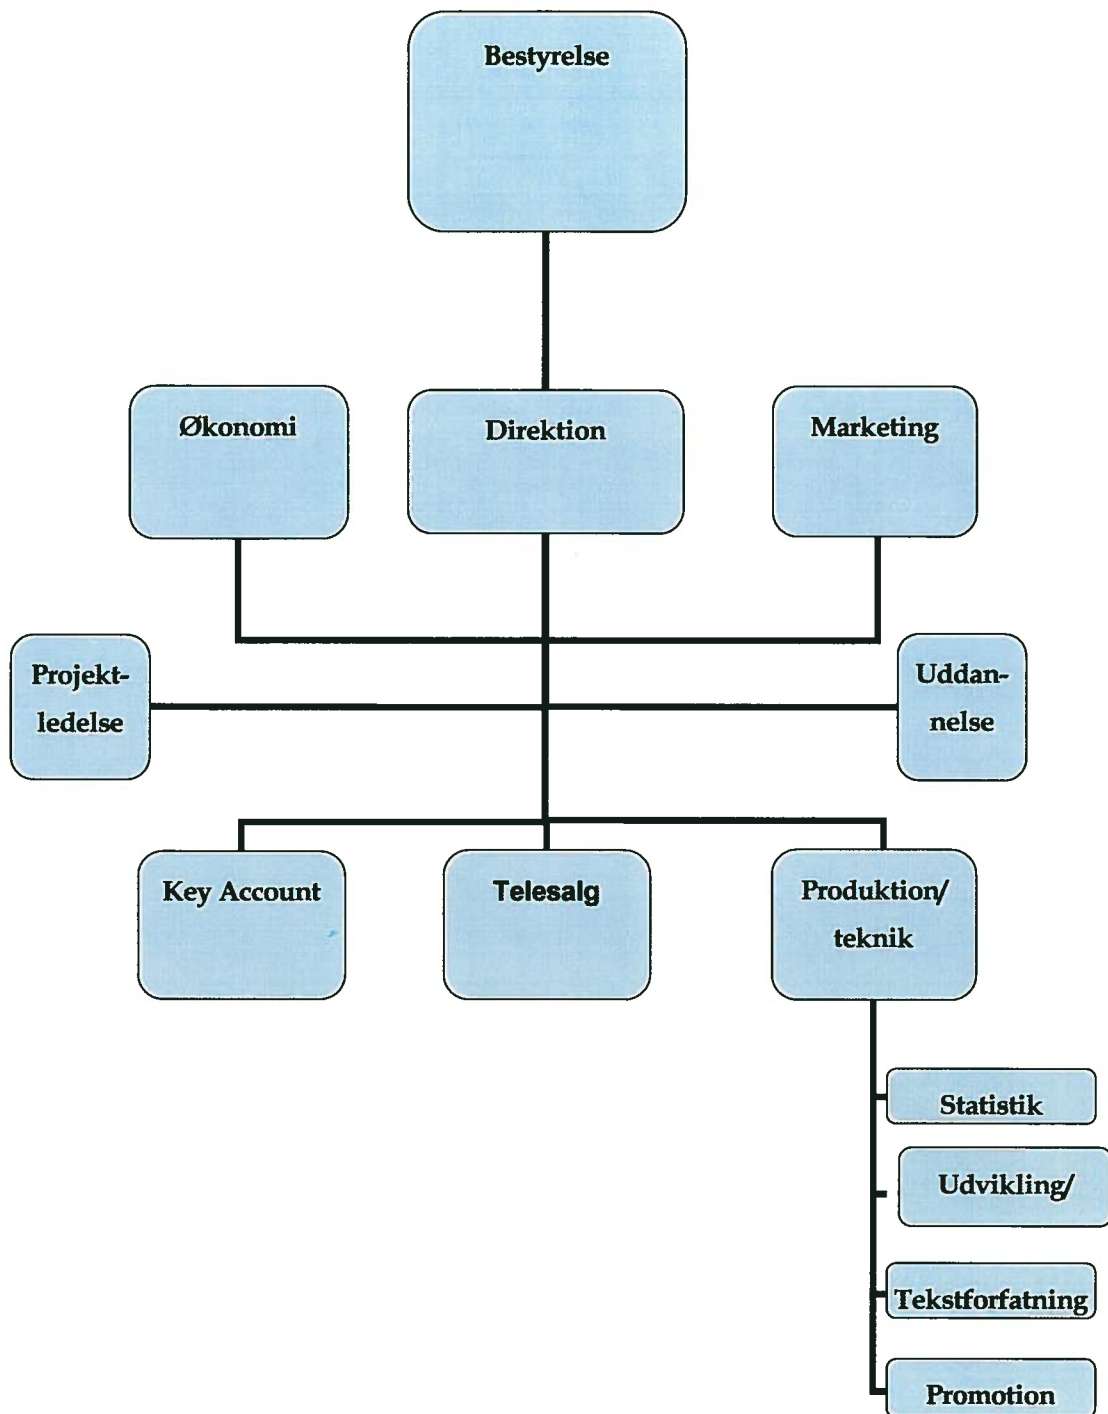 Bestyrelse
Økonomi
Direktion
Marketing
Projekt-
ledelse
Uddan-
nelse
Key Account
Telesalg
Produktion/
teknik
Statistik
Udvikling/
Tekstforfatning
Promotion